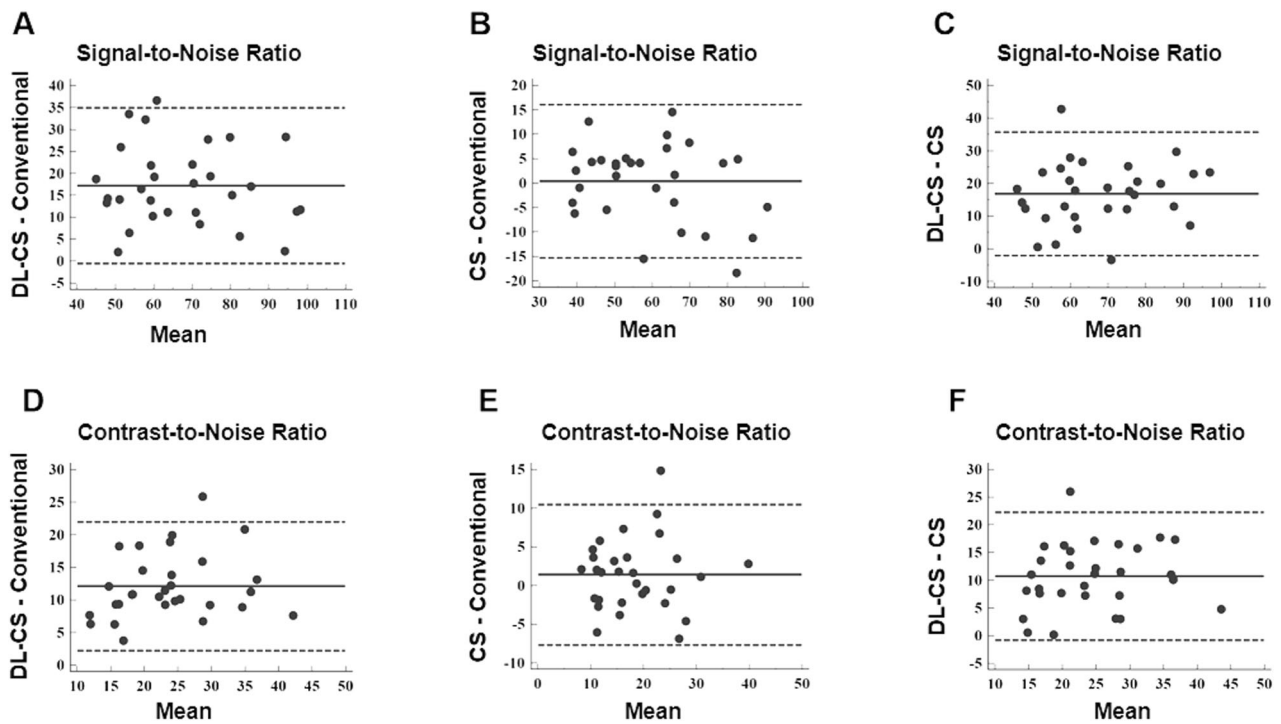 A
Signal-to-Noise Ratio
DL-CS - Conventional
40
35
30
25
20
15
10
5
0
-5
40 50 60 70 80 90 100 110
Mean
B
Signal-to-Noise Ratio
CS - Conventional
20
15
10
5
0
-5
-10
-15
-20
30 40 50 60 70 80 90 100
Mean
C
Signal-to-Noise Ratio
DL-CS - CS
50
40
30
20
10
0
-10
40 50 60 70 80 90 100 110
Mean
D
Contrast-to-Noise Ratio
DL-CS - Conventional
30
25
20
15
10
5
0
10 15 20 25 30 35 40 45 50
Mean
E
Contrast-to-Noise Ratio
CS - Conventional
15
10
5
0
-5
-10
0 10 20 30 40 50
Mean
F
Contrast-to-Noise Ratio
DL-CS - CS
30
25
20
15
10
5
0
-5
10 15 20 25 30 35 40 45 50
Mean